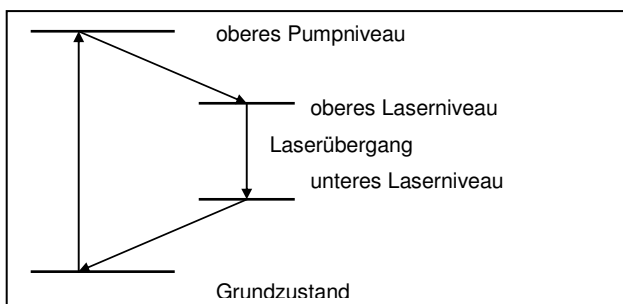 oberes Pumpniveau
oberes Laserniveau
Laserübergang
unteres Laserniveau
Grundzustand